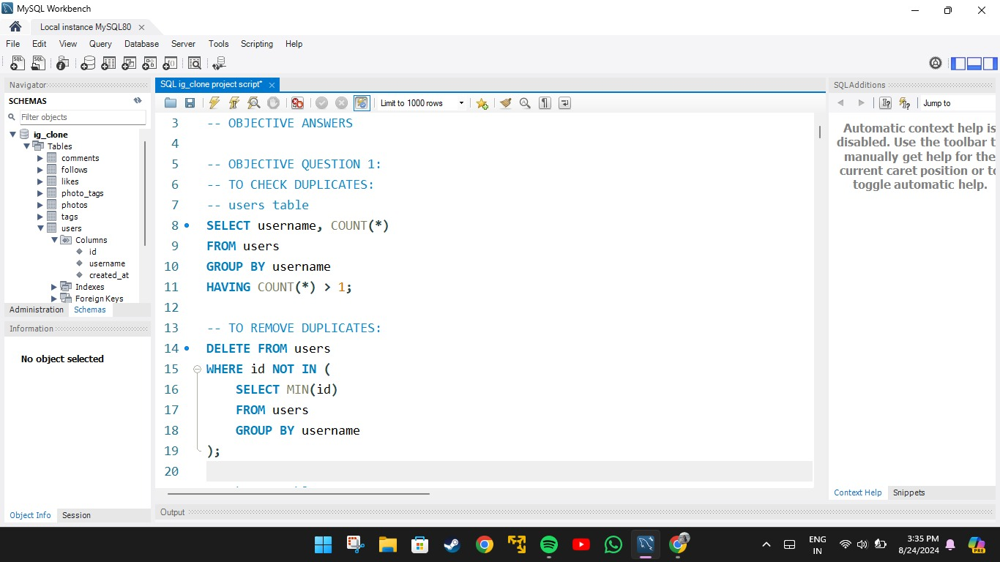 MySQL Workbench
Local instance MySQL80
File Edit View Query Database Server Tools Scripting Help
Navigator
SCHEMAS
Filter objects
ig_clone
Tables
comments
follows
likes
photo_tags
photos
tags
users
Columns
id
username
created_at
Indexes
Foreign Keys
Administration Schemas
Information
No object selected
Object Info Session
SQL ig_clone project script*
Limit to 1000 rows
3 -- OBJECTIVE ANSWERS
4
5 -- OBJECTIVE QUESTION 1:
6 -- TO CHECK DUPLICATES:
7 -- users table
8 SELECT username, COUNT(*)
9 FROM users
10 GROUP BY username
11 HAVING COUNT(*) > 1;
12
13 -- TO REMOVE DUPLICATES:
14 DELETE FROM users
15 WHERE id NOT IN (
16 SELECT MIN(id)
17 FROM users
18 GROUP BY username
19 );
20
Output
SQLAdditions
Jump to
Automatic context help is
disabled. Use the toolbar t
manually get help for the
current caret position or to
toggle automatic help.
Context Help Snippets
ENG
IN
3:35 PM
8/24/2024
PRE